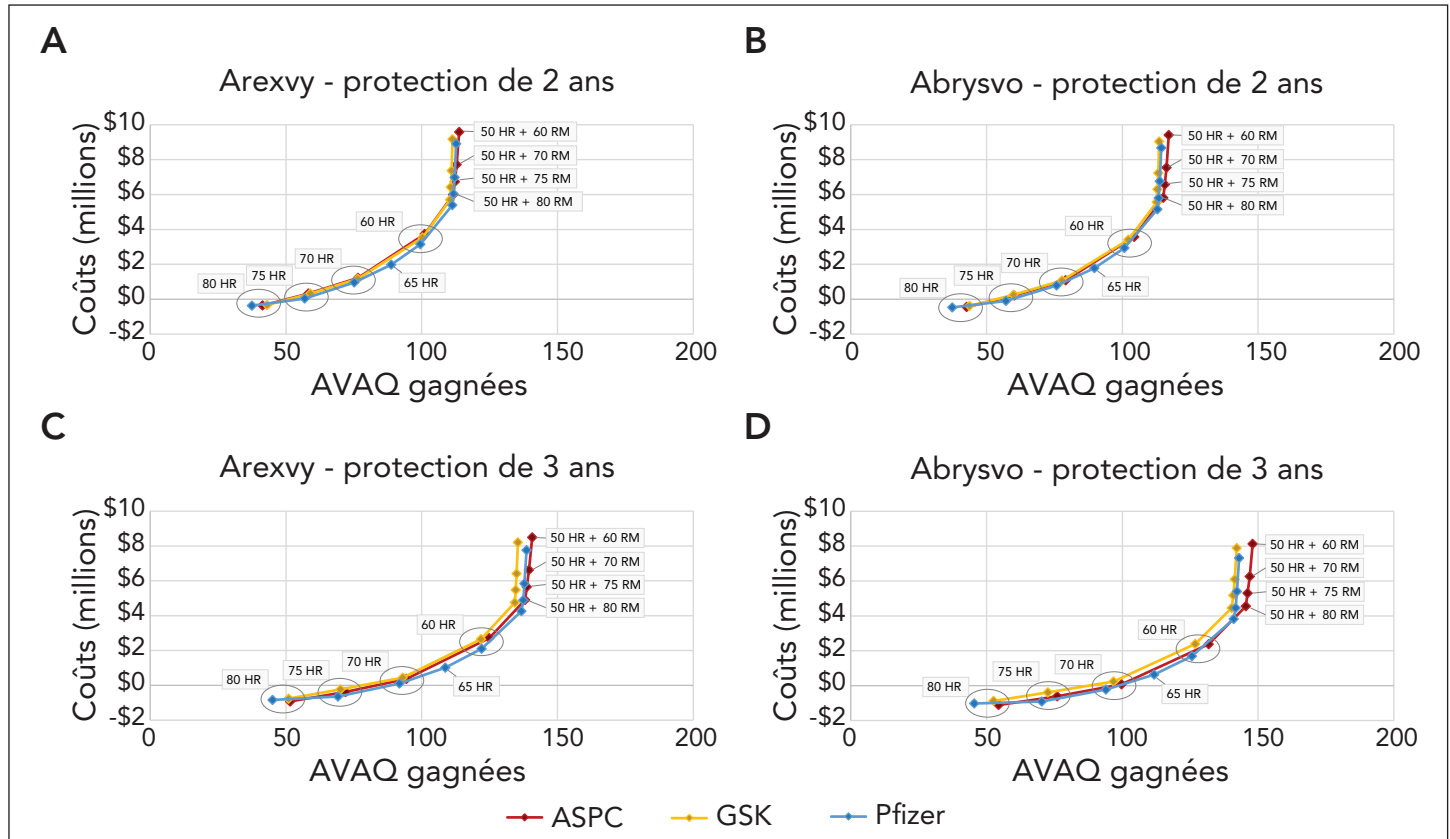 A
Arexvy - protection de 2 ans
Coûts (millions)
$10
$8
$6
$4
$2
$0
-$2
80 HR
75 HR
70 HR
60 HR
65 HR
50 HR + 60 RM
50 HR + 70 RM
50 HR + 75 RM
50 HR + 80 RM
0 50 100 150 200
AVAQ gagnées
B
Abrysvo - protection de 2 ans
Coûts (millions)
$10
$8
$6
$4
$2
$0
-$2
80 HR
75 HR
70 HR
60 HR
65 HR
50 HR + 60 RM
50 HR + 70 RM
50 HR + 75 RM
50 HR + 80 RM
0 50 100 150 200
AVAQ gagnées
C
Arexvy - protection de 3 ans
Coûts (millions)
$10
$8
$6
$4
$2
$0
-$2
80 HR
75 HR
70 HR
60 HR
65 HR
50 HR + 60 RM
50 HR + 70 RM
50 HR + 75 RM
50 HR + 80 RM
0 50 100 150 200
AVAQ gagnées
D
Abrysvo - protection de 3 ans
Coûts (millions)
$10
$8
$6
$4
$2
$0
-$2
80 HR
75 HR
70 HR
60 HR
65 HR
50 HR + 60 RM
50 HR + 70 RM
50 HR + 75 RM
50 HR + 80 RM
0 50 100 150 200
AVAQ gagnées
ASPC GSK Pfizer